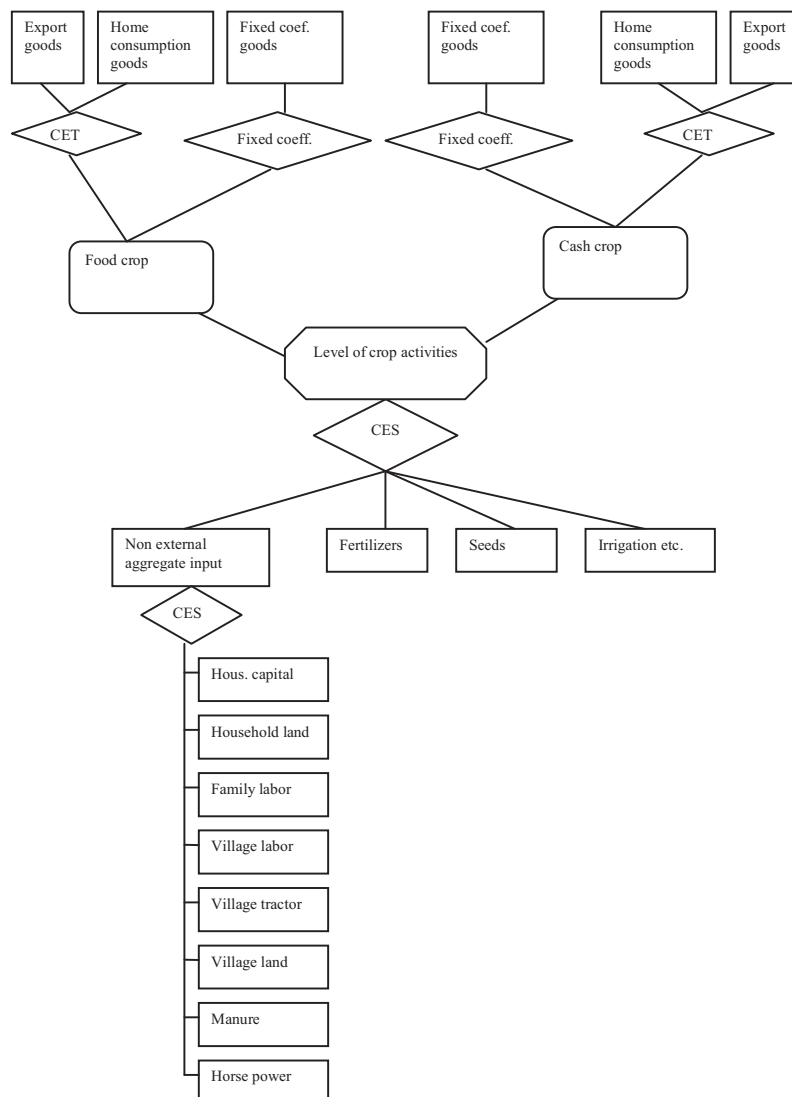 Export
goods
Home
consumption
goods
Fixed coef.
goods
Fixed coef.
goods
Home
consumption
goods
Export
goods
CET
Fixed coeff.
Fixed coeff.
CET
Food crop
Cash crop
Level of crop activities
CES
Non external
aggregate input
Fertilizers
Seeds
Irrigation etc.
CES
Hous. capital
Household land
Family labor
Village labor
Village tractor
Village land
Manure
Horse power